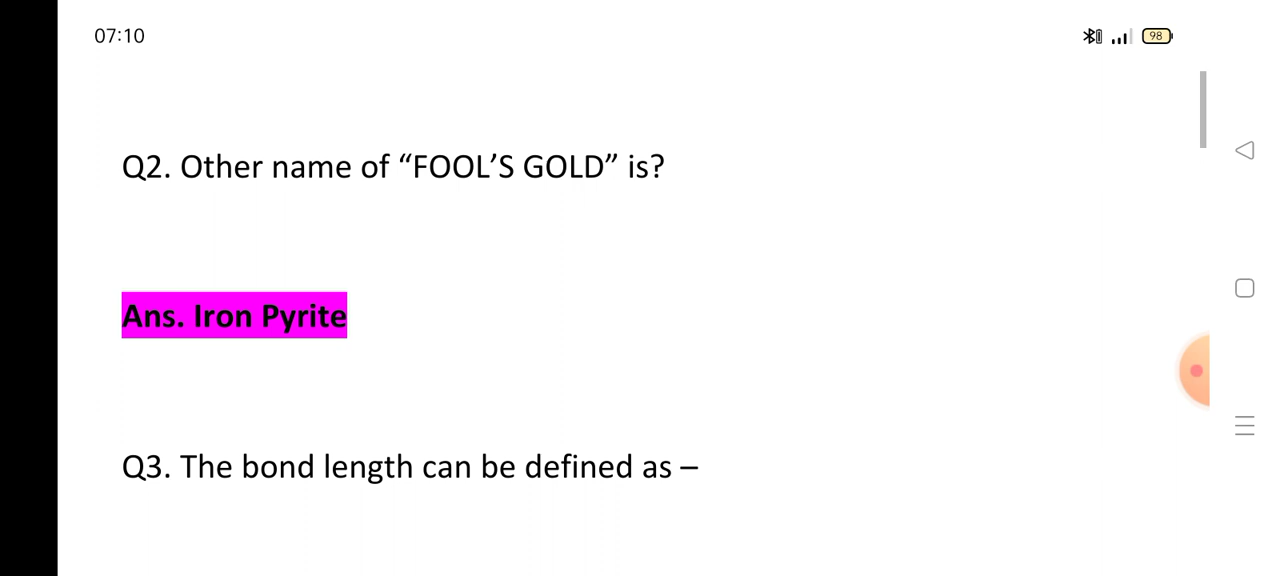 07:10
98
Q2. Other name of “FOOL’S GOLD” is?
Ans. Iron Pyrite
Q3. The bond length can be defined as –